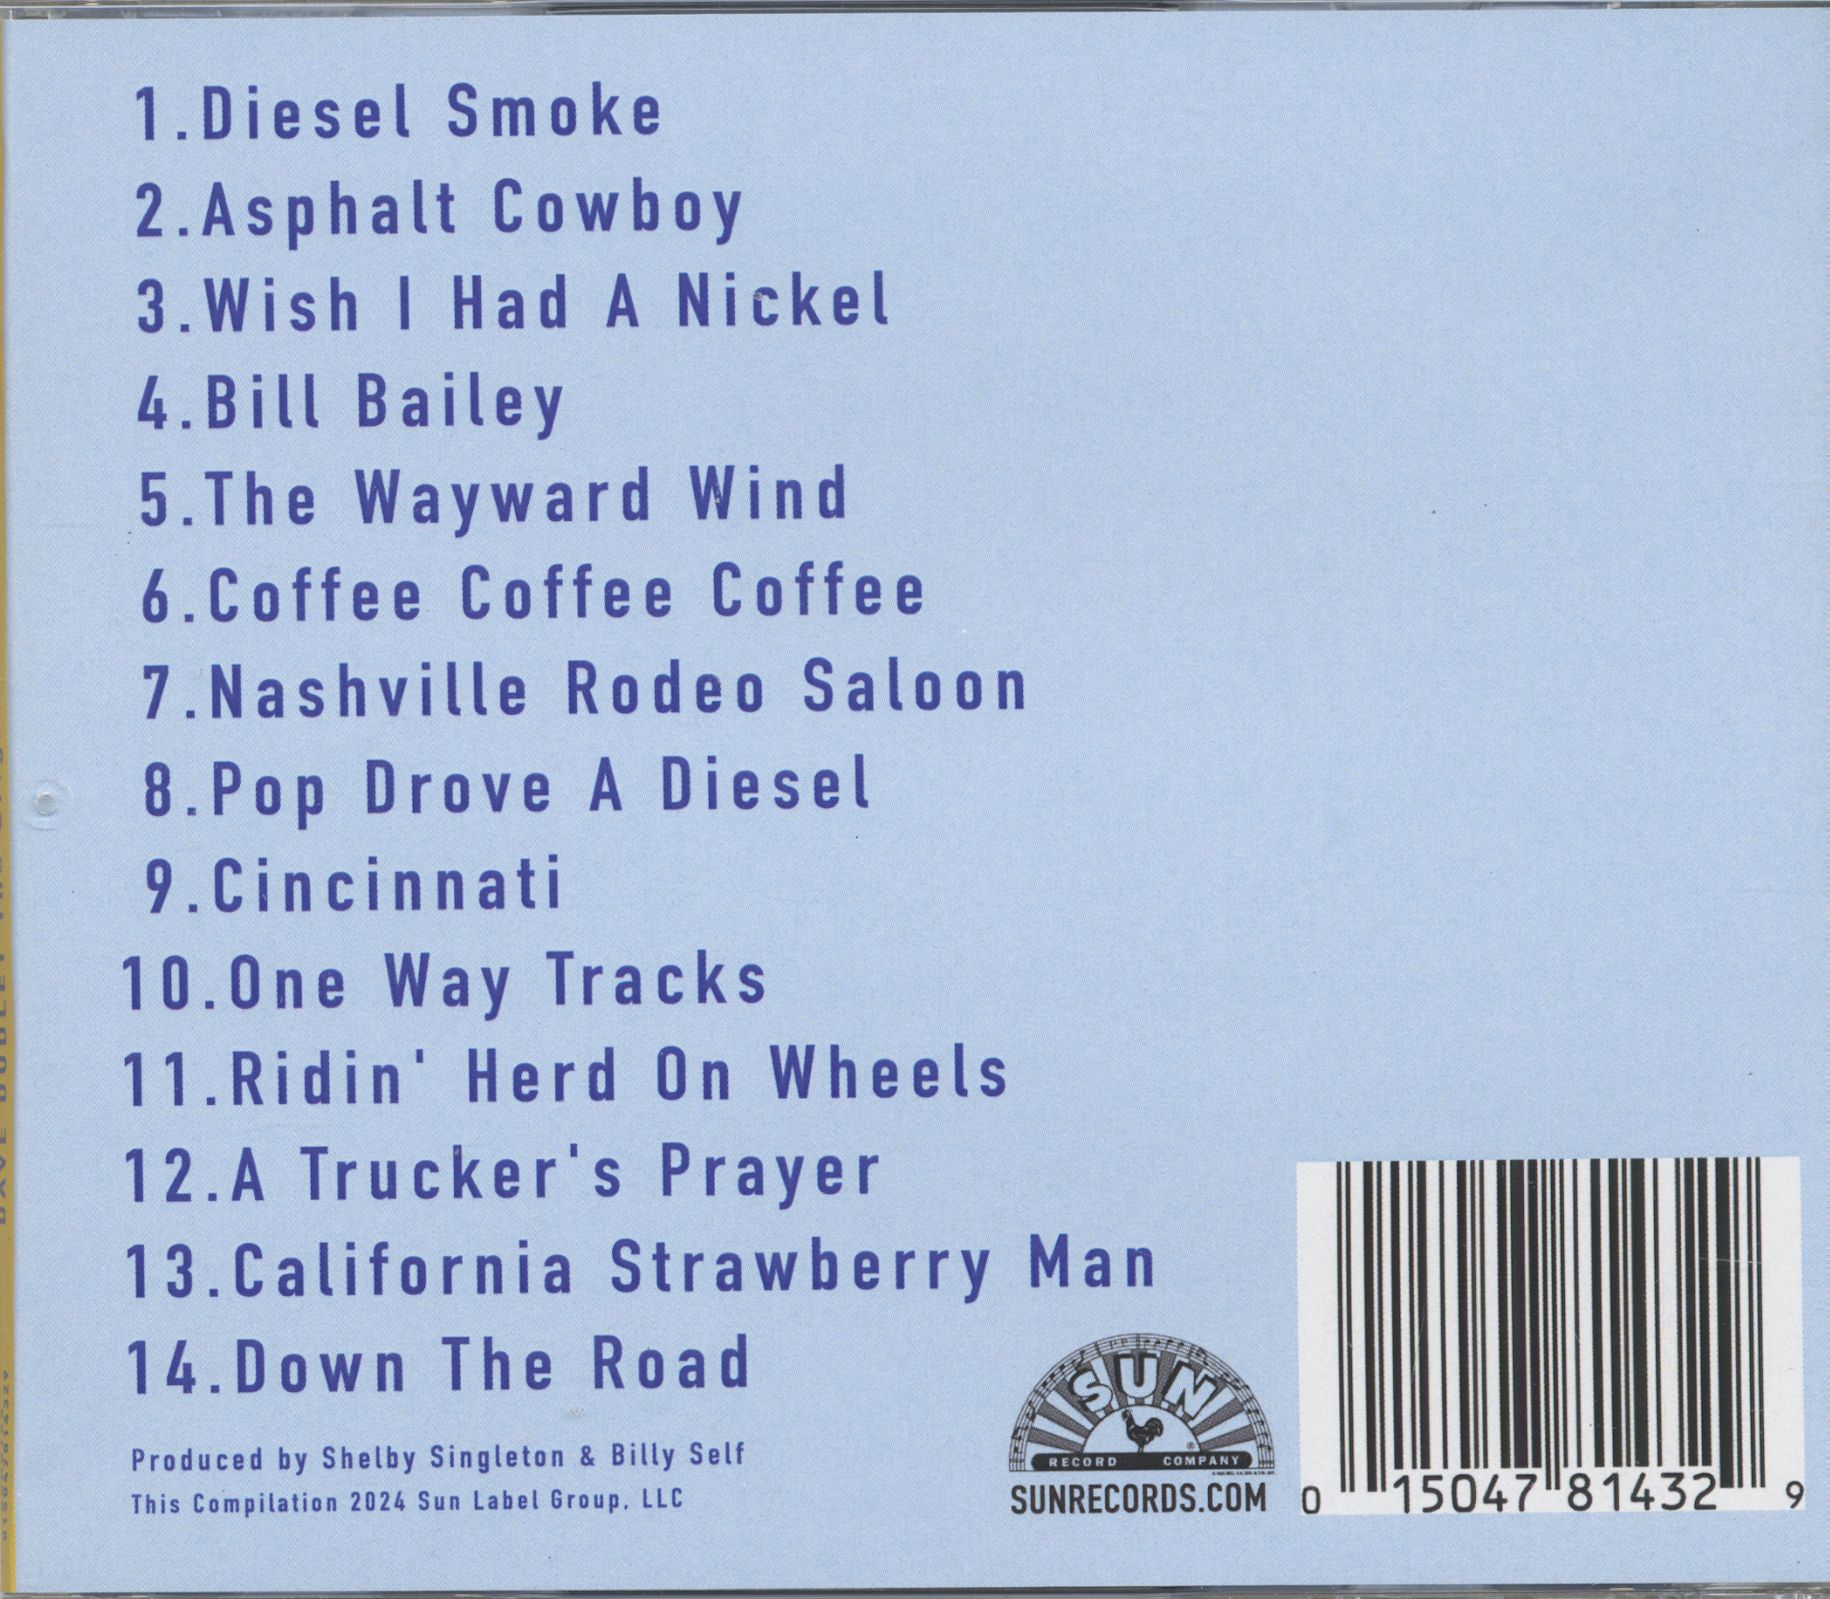 1.Diesel Smoke
2.Asphalt Cowboy
3.Wish I Had A Nickel
4.Bill Bailey
5.The Wayward Wind
6.Coffee Coffee Coffee
7.Nashville Rodeo Saloon
8.Pop Drove A Diesel
9.Cincinnati
10.One Way Tracks
11.Ridin' Herd On Wheels
12.A Trucker's Prayer
13.California Strawberry Man
14.Down The Road
Produced by Shelby Singleton & Billy Self
This Compilation 2024 Sun Label Group, LLC
SUN
RECORD COMPANY
®
SUNRECORDS.COM
0 15047 81432 9
DAVE DUDLEY